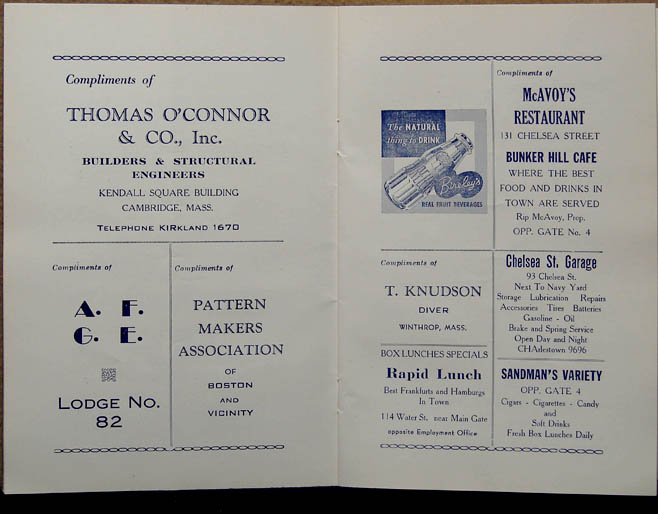 Compliments of
THOMAS O'CONNOR
& CO., Inc.
BUILDERS & STRUCTURAL
ENGINEERS
KENDALL SQUARE BUILDING
CAMBRIDGE, MASS.
TELEPHONE KIRKLAND 1670
Compliments of
A. F.
G. E.
LODGE NO.
82
Compliments of
PATTERN
MAKERS
ASSOCIATION
OF
BOSTON
AND
VICINITY
The NATURAL
thing to DRINK
Bireley's
REAL FRUIT BEVERAGES
Compliments of
McAVOY'S
RESTAURANT
131 CHELSEA STREET
BUNKER HILL CAFE
WHERE THE BEST
FOOD AND DRINKS IN
TOWN ARE SERVED
Rip McAvoy, Prop.
OPP. GATE No. 4
Compliments of
T. KNUDSON
DIVER
WINTHROP, MASS.
Chelsea St. Garage
93 Chelsea St.
Next To Navy Yard
Storage Lubrication Repairs
Accessories Tires Batteries
Gasoline - Oil
Brake and Spring Service
Open Day and Night
CHArlestown 9696
BOX LUNCHES SPECIALS
Rapid Lunch
Best Frankfurts and Hamburgs
In Town
114 Water St. near Main Gate
opposite Employment Office
SANDMAN'S VARIETY
OPP. GATE 4
Cigars - Cigarettes - Candy
and
Soft Drinks
Fresh Box Lunches Daily